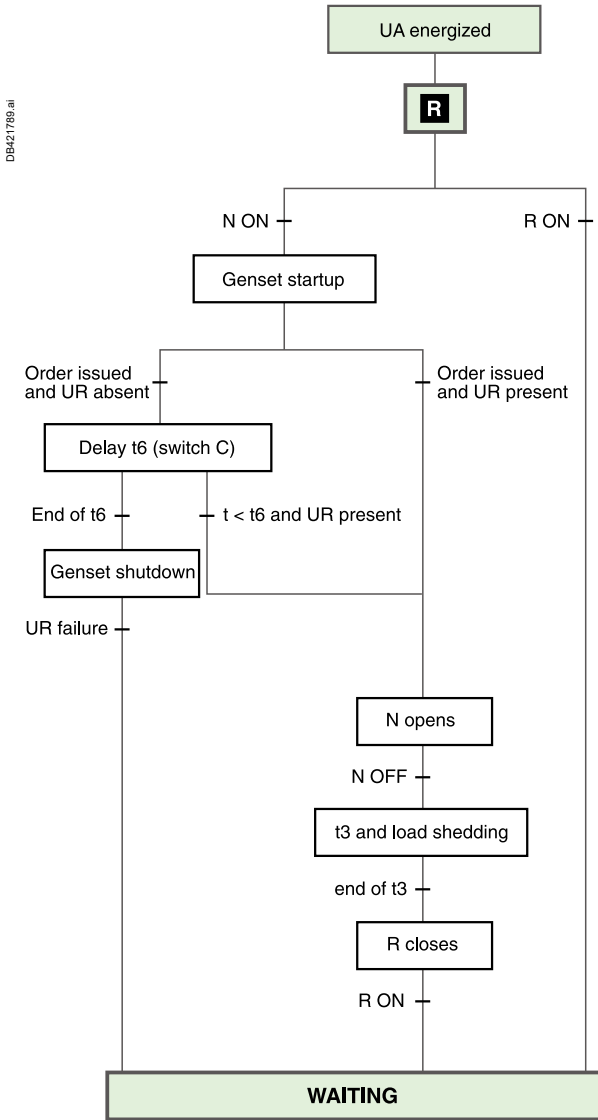 UA energized
DB421789.ai
R
N ON
R ON
Genset startup
Order issued
and UR absent
Order issued
and UR present
Delay t6 (switch C)
End of t6
t < t6 and UR present
Genset shutdown
UR failure
N opens
N OFF
t3 and load shedding
end of t3
R closes
R ON
WAITING